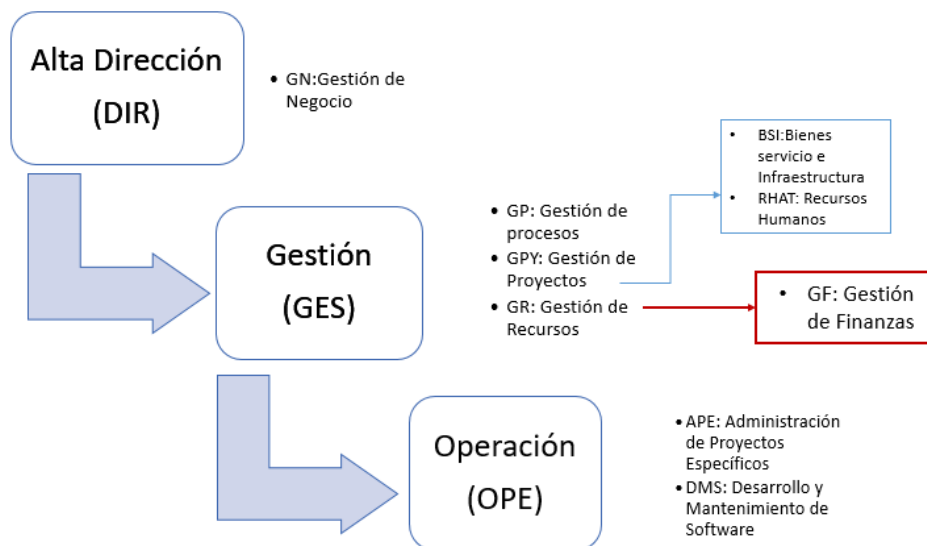 Alta Dirección
(DIR)
• GN:Gestión de
Negocio
• BSI:Bienes
servicio e
Infraestructura
• RHAT: Recursos
Humanos
Gestión
(GES)
• GP: Gestión de
procesos
• GPY: Gestión de
Proyectos
• GR: Gestión de
Recursos
• GF: Gestión
de Finanzas
Operación
(OPE)
• APE: Administración
de Proyectos
Específicos
• DMS: Desarrollo y
Mantenimiento de
Software